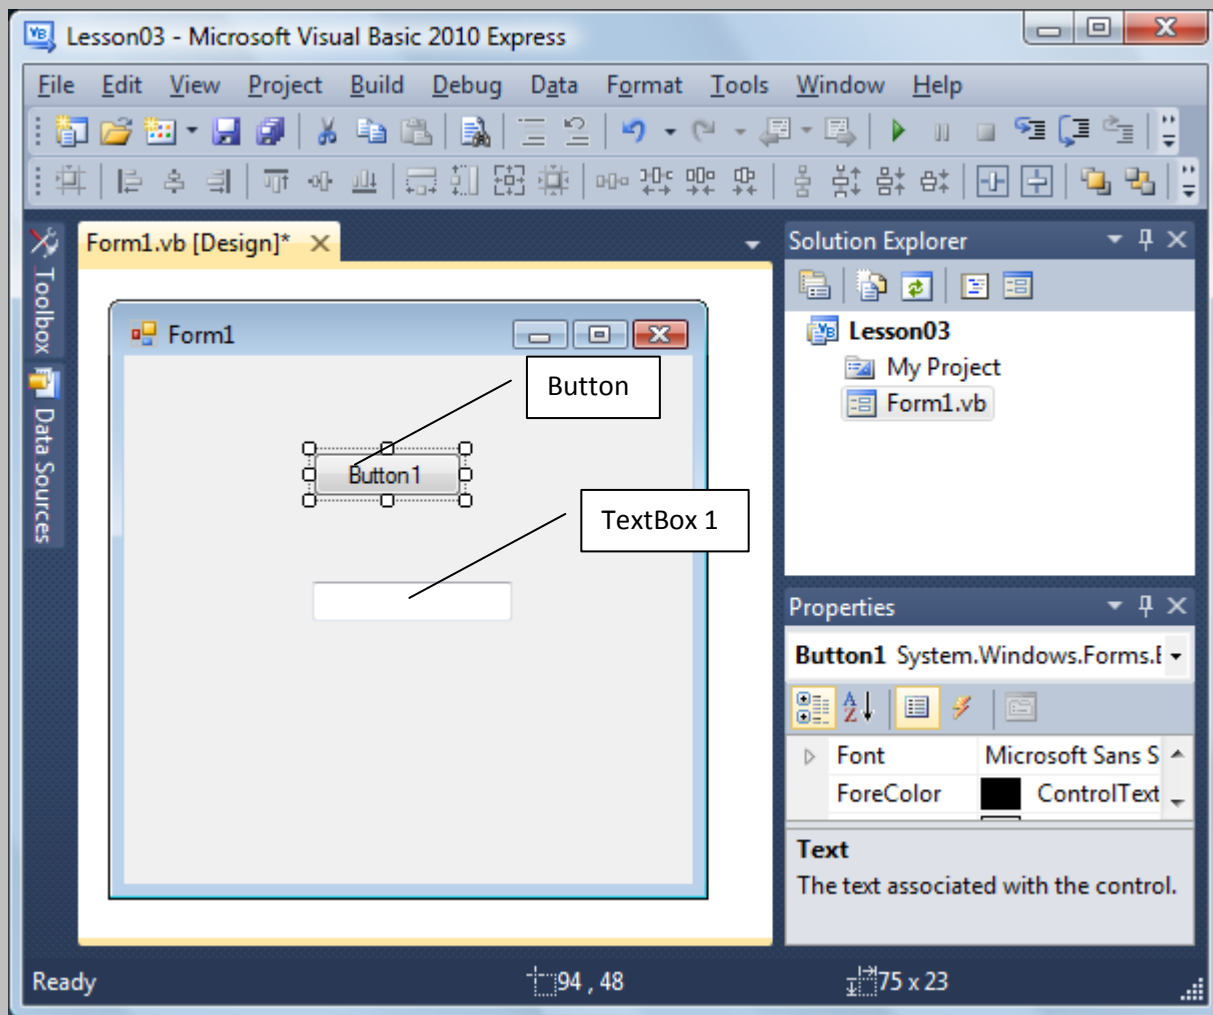 Lesson03 - Microsoft Visual Basic 2010 Express
File Edit View Project Build Debug Data Format Tools Window Help
Toolbox
Data Sources
Form1.vb [Design]*
Form1
Button
Button1
TextBox 1
Solution Explorer
Lesson03
My Project
Form1.vb
Properties
Button1 System.Windows.Forms.
Font Microsoft Sans S
ForeColor ControlText
Text
The text associated with the control.
Ready 94 , 48 75 x 23